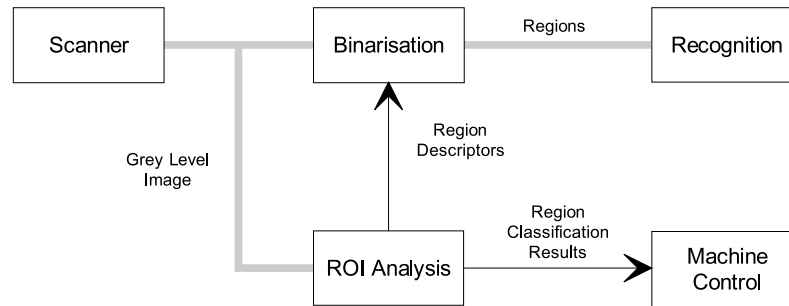 Scanner
Binarisation
Regions
Recognition
Grey Level
Image
Region
Descriptors
ROI Analysis
Region
Classification
Results
Machine
Control